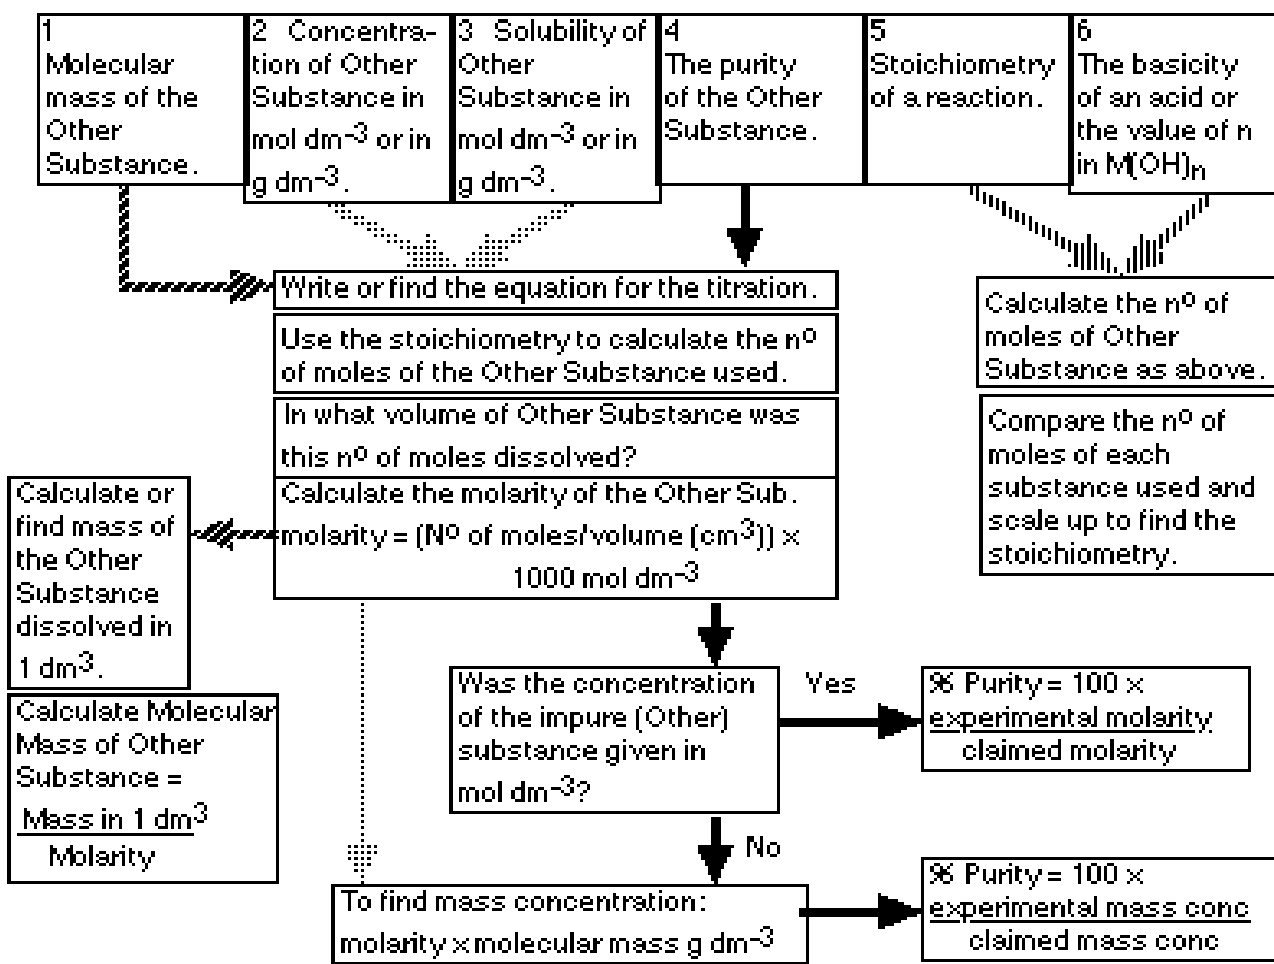 1
Molecular
mass of the
Other
Substance.
2 Concentra-
tion of Other
Substance in
mol dm-3 or in
g dm-3.
3 Solubility of
Other
Substance in
mol dm-3 or in
g dm-3.
4
The purity
of the Other
Substance.
5
Stoichiometry
of a reaction.
6
The basicity
of an acid or
the value of n
in M(OH)n
Write or find the equation for the titration.
Use the stoichiometry to calculate the nº
of moles of the Other Substance used.
In what volume of Other Substance was
this nº of moles dissolved?
Calculate the molarity of the Other Sub.
molarity = (Nº of moles/volume (cm3)) ×
1000 mol dm-3
Calculate the nº of
moles of Other
Substance as above.
Compare the nº of
moles of each
substance used and
scale up to find the
stoichiometry.
Calculate or
find mass of
the Other
Substance
dissolved in
1 dm3.
Calculate Molecular
Mass of Other
Substance =
Mass in 1 dm3
Molarity
Was the concentration
of the impure (Other)
substance given in
mol dm-3?
Yes
% Purity = 100 ×
experimental molarity
claimed molarity
No
To find mass concentration:
molarity × molecular mass g dm-3
% Purity = 100 ×
experimental mass conc
claimed mass conc